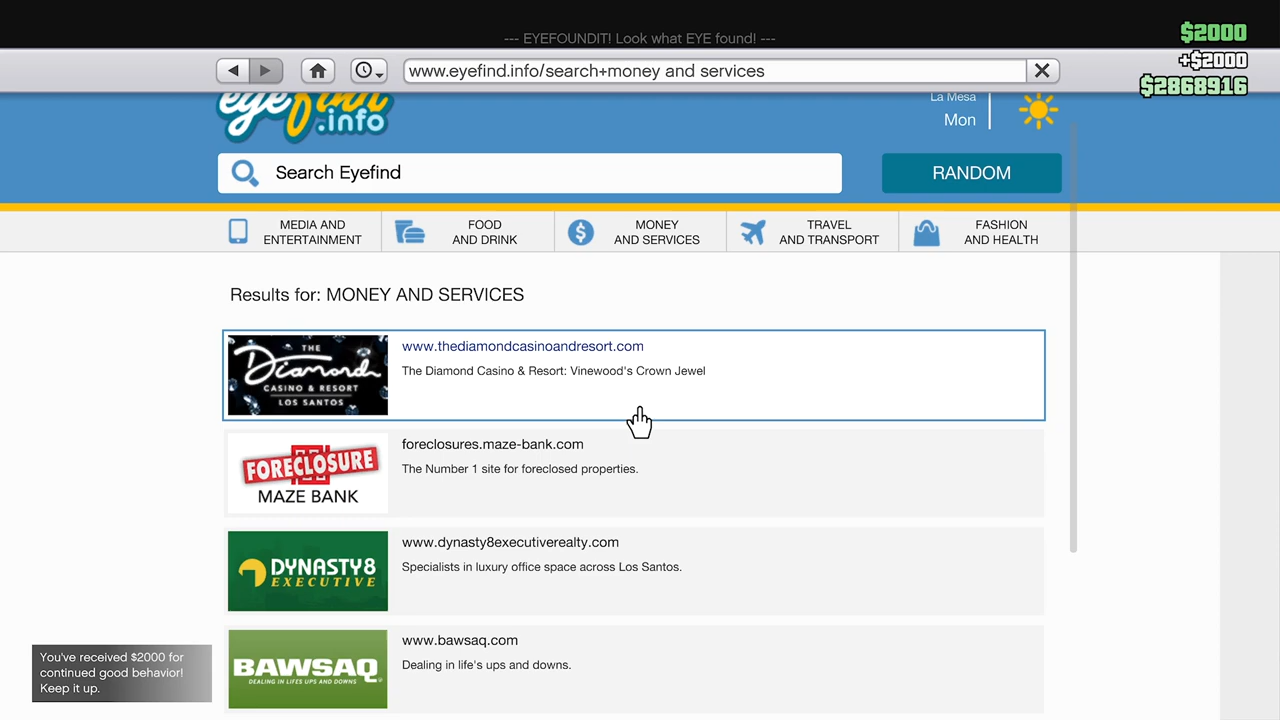 --- EYEFOUNDIT! Look what EYE found! ---
$2000
+$2000
$2868916
www.eyefind.info/search+money and services
eyefind
.info
La Mesa
Mon
Search Eyefind
RANDOM
MEDIA AND
ENTERTAINMENT
FOOD
AND DRINK
MONEY
AND SERVICES
TRAVEL
AND TRANSPORT
FASHION
AND HEALTH
Results for: MONEY AND SERVICES
THE
Diamond
CASINO & RESORT
LOS SANTOS
www.thediamondcasinoandresort.com
The Diamond Casino & Resort: Vinewood's Crown Jewel
FORECLOSURE
MAZE BANK
foreclosures.maze-bank.com
The Number 1 site for foreclosed properties.
DYNASTY8
EXECUTIVE
www.dynasty8executiverealty.com
Specialists in luxury office space across Los Santos.
BAWSAQ
DEALING IN LIFES UPS AND DOWNS
www.bawsaq.com
Dealing in life's ups and downs.
You've received $2000 for
continued good behavior!
Keep it up.